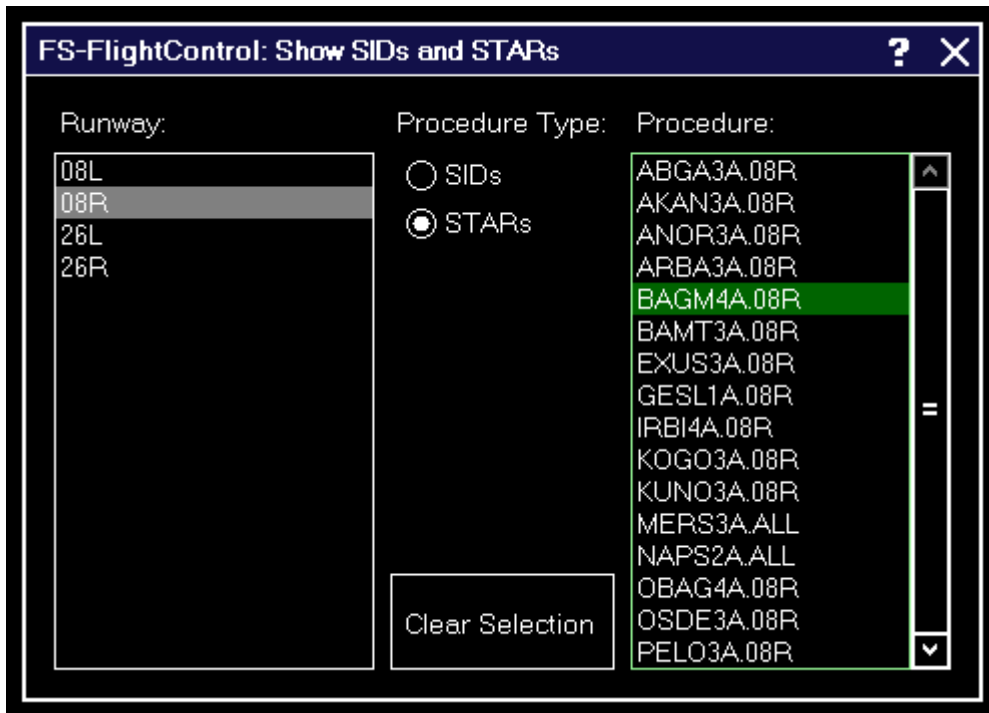 FS-FlightControl: Show SIDs and STARs
Runway:
08L
08R
26L
26R
Procedure Type:
SIDs
STARs
Clear Selection
Procedure:
ABGA3A.08R
AKAN3A.08R
ANOR3A.08R
ARBA3A.08R
BAGM4A.08R
BAMT3A.08R
EXUS3A.08R
GESL1A.08R
IRBI4A.08R
KOGO3A.08R
KUNO3A.08R
MERS3A.ALL
NAPS2A.ALL
OBAG4A.08R
OSDE3A.08R
PELO3A.08R